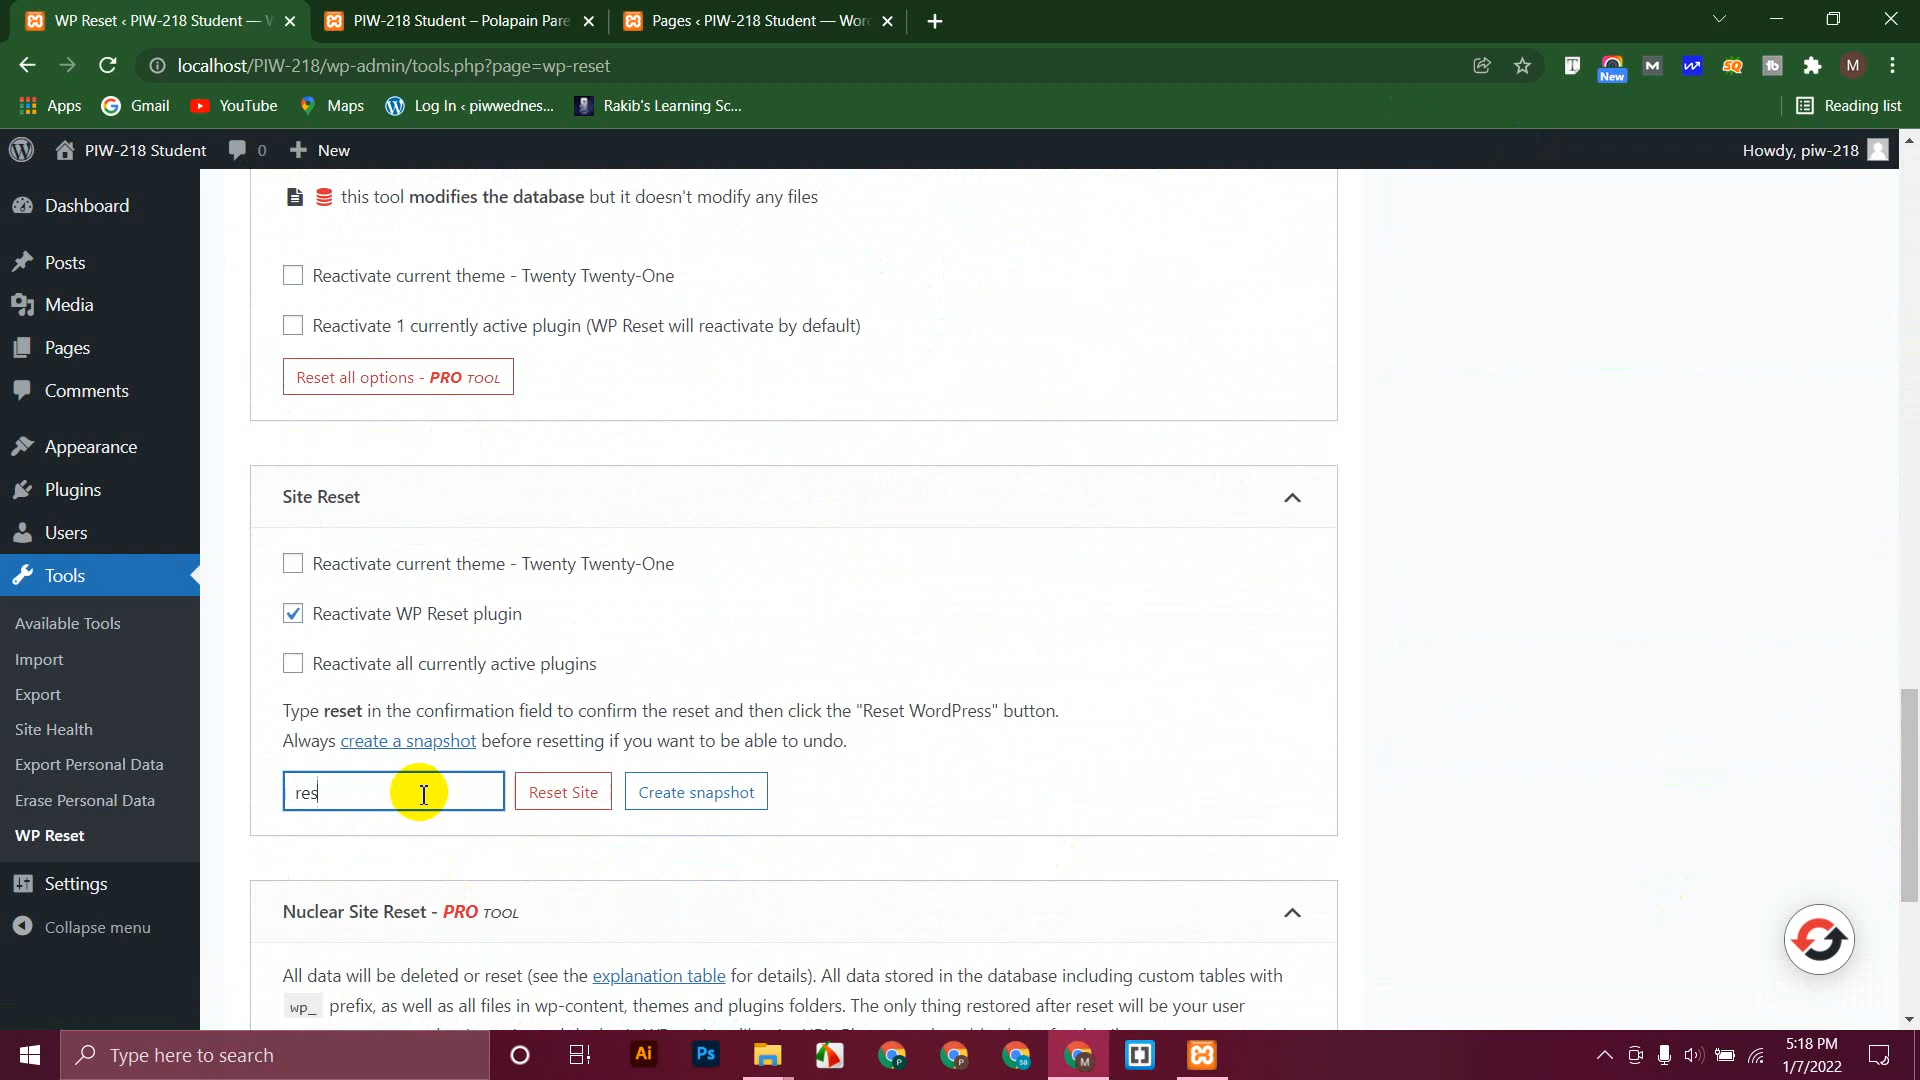 WP Reset ‹ PIW-218 Student — W
PIW-218 Student – Polapain Pare
Pages ‹ PIW-218 Student — Wor
localhost/PIW-218/wp-admin/tools.php?page=wp-reset
New
M
Apps
Gmail
YouTube
Maps
Log In ‹ piwwednes...
Rakib's Learning Sc...
Reading list
PIW-218 Student
0
New
Howdy, piw-218
Dashboard
Posts
Media
Pages
Comments
Appearance
Plugins
Users
Tools
Available Tools
Import
Export
Site Health
Export Personal Data
Erase Personal Data
WP Reset
Settings
Collapse menu
this tool modifies the database but it doesn't modify any files
Reactivate current theme - Twenty Twenty-One
Reactivate 1 currently active plugin (WP Reset will reactivate by default)
Reset all options - PRO TOOL
Site Reset
Reactivate current theme - Twenty Twenty-One
Reactivate WP Reset plugin
Reactivate all currently active plugins
Type reset in the confirmation field to confirm the reset and then click the "Reset WordPress" button.
Always create a snapshot before resetting if you want to be able to undo.
res
Reset Site
Create snapshot
Nuclear Site Reset - PRO TOOL
All data will be deleted or reset (see the explanation table for details). All data stored in the database including custom tables with
wp_ prefix, as well as all files in wp-content, themes and plugins folders. The only thing restored after reset will be your user
Type here to search
Ai
Ps
5:18 PM
1/7/2022